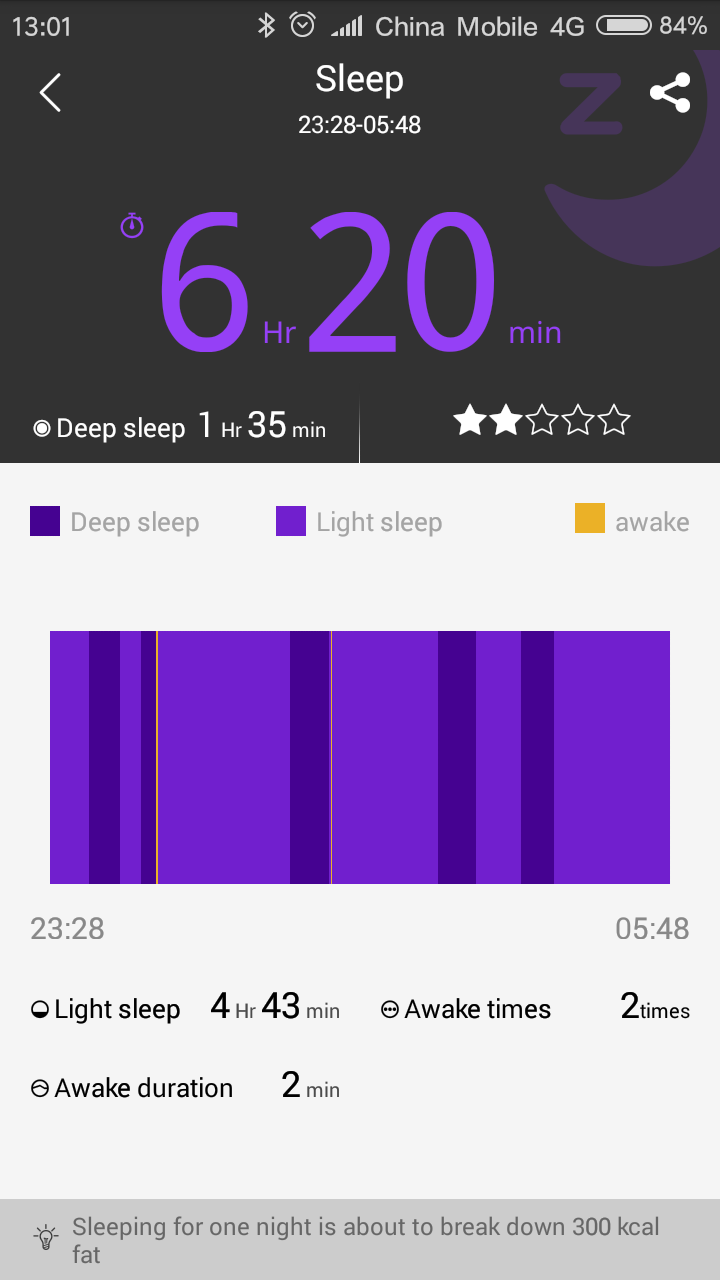 13:01 China Mobile 4G 84%
Sleep
23:28-05:48
6 Hr 20 min
Deep sleep 1 Hr 35 min
Deep sleep Light sleep awake
23:28 05:48
Light sleep 4 Hr 43 min Awake times 2times
Awake duration 2 min
Sleeping for one night is about to break down 300 kcal
fat